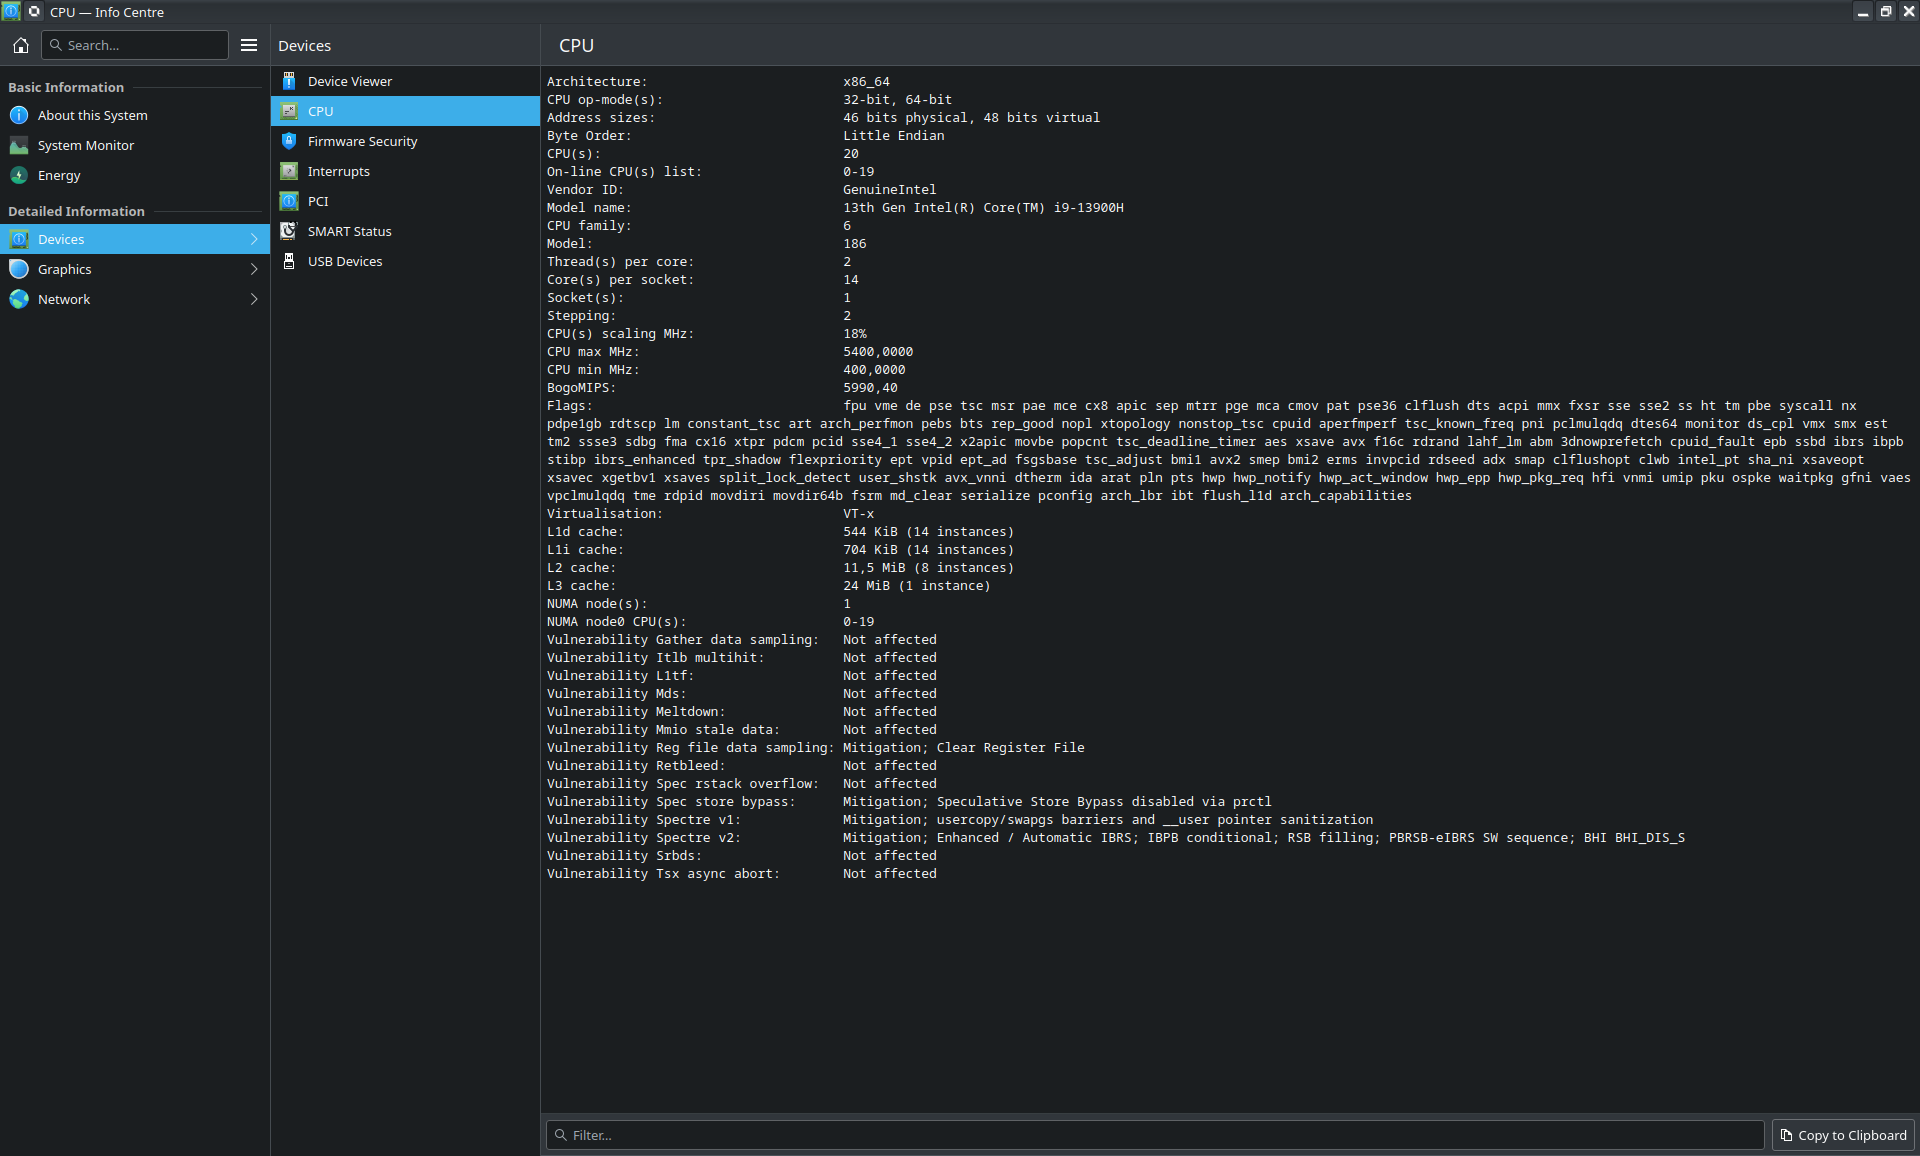 CPU — Info Centre
Search...
Basic Information
About this System
System Monitor
Energy
Detailed Information
Devices
Graphics
Network
Devices
Device Viewer
CPU
Firmware Security
Interrupts
PCI
SMART Status
USB Devices
CPU
Architecture: x86_64
CPU op-mode(s): 32-bit, 64-bit
Address sizes: 46 bits physical, 48 bits virtual
Byte Order: Little Endian
CPU(s): 20
On-line CPU(s) list: 0-19
Vendor ID: GenuineIntel
Model name: 13th Gen Intel(R) Core(TM) i9-13900H
CPU family: 6
Model: 186
Thread(s) per core: 2
Core(s) per socket: 14
Socket(s): 1
Stepping: 2
CPU(s) scaling MHz: 18%
CPU max MHz: 5400,0000
CPU min MHz: 400,0000
BogoMIPS: 5990,40
Flags: fpu vme de pse tsc msr pae mce cx8 apic sep mtrr pge mca cmov pat pse36 clflush dts acpi mmx fxsr sse sse2 ss ht tm pbe syscall nx
pdpe1gb rdtscp lm constant_tsc art arch_perfmon pebs bts rep_good nopl xtopology nonstop_tsc cpuid aperfmperf tsc_known_freq pni pclmulqdq dtes64 monitor ds_cpl vmx smx est
tm2 ssse3 sdbg fma cx16 xtpr pdcm pcid sse4_1 sse4_2 x2apic movbe popcnt tsc_deadline_timer aes xsave avx f16c rdrand lahf_lm abm 3dnowprefetch cpuid_fault epb ssbd ibrs ibpb
stibp ibrs_enhanced tpr_shadow flexpriority ept vpid ept_ad fsgsbase tsc_adjust bmi1 avx2 smep bmi2 erms invpcid rdseed adx smap clflushopt clwb intel_pt sha_ni xsaveopt
xsavec xgetbv1 xsaves split_lock_detect user_shstk avx_vnni dtherm ida arat pln pts hwp hwp_notify hwp_act_window hwp_epp hwp_pkg_req hfi vnmi umip pku ospke waitpkg gfni vaes
vpclmulqdq tme rdpid movdiri movdir64b fsrm md_clear serialize pconfig arch_lbr ibt flush_l1d arch_capabilities
Virtualisation: VT-x
L1d cache: 544 KiB (14 instances)
L1i cache: 704 KiB (14 instances)
L2 cache: 11,5 MiB (8 instances)
L3 cache: 24 MiB (1 instance)
NUMA node(s): 1
NUMA node0 CPU(s): 0-19
Vulnerability Gather data sampling: Not affected
Vulnerability Itlb multihit: Not affected
Vulnerability L1tf: Not affected
Vulnerability Mds: Not affected
Vulnerability Meltdown: Not affected
Vulnerability Mmio stale data: Not affected
Vulnerability Reg file data sampling: Mitigation; Clear Register File
Vulnerability Retbleed: Not affected
Vulnerability Spec rstack overflow: Not affected
Vulnerability Spec store bypass: Mitigation; Speculative Store Bypass disabled via prctl
Vulnerability Spectre v1: Mitigation; usercopy/swapgs barriers and __user pointer sanitization
Vulnerability Spectre v2: Mitigation; Enhanced / Automatic IBRS; IBPB conditional; RSB filling; PBRSB-eIBRS SW sequence; BHI BHI_DIS_S
Vulnerability Srbds: Not affected
Vulnerability Tsx async abort: Not affected
Filter...
Copy to Clipboard